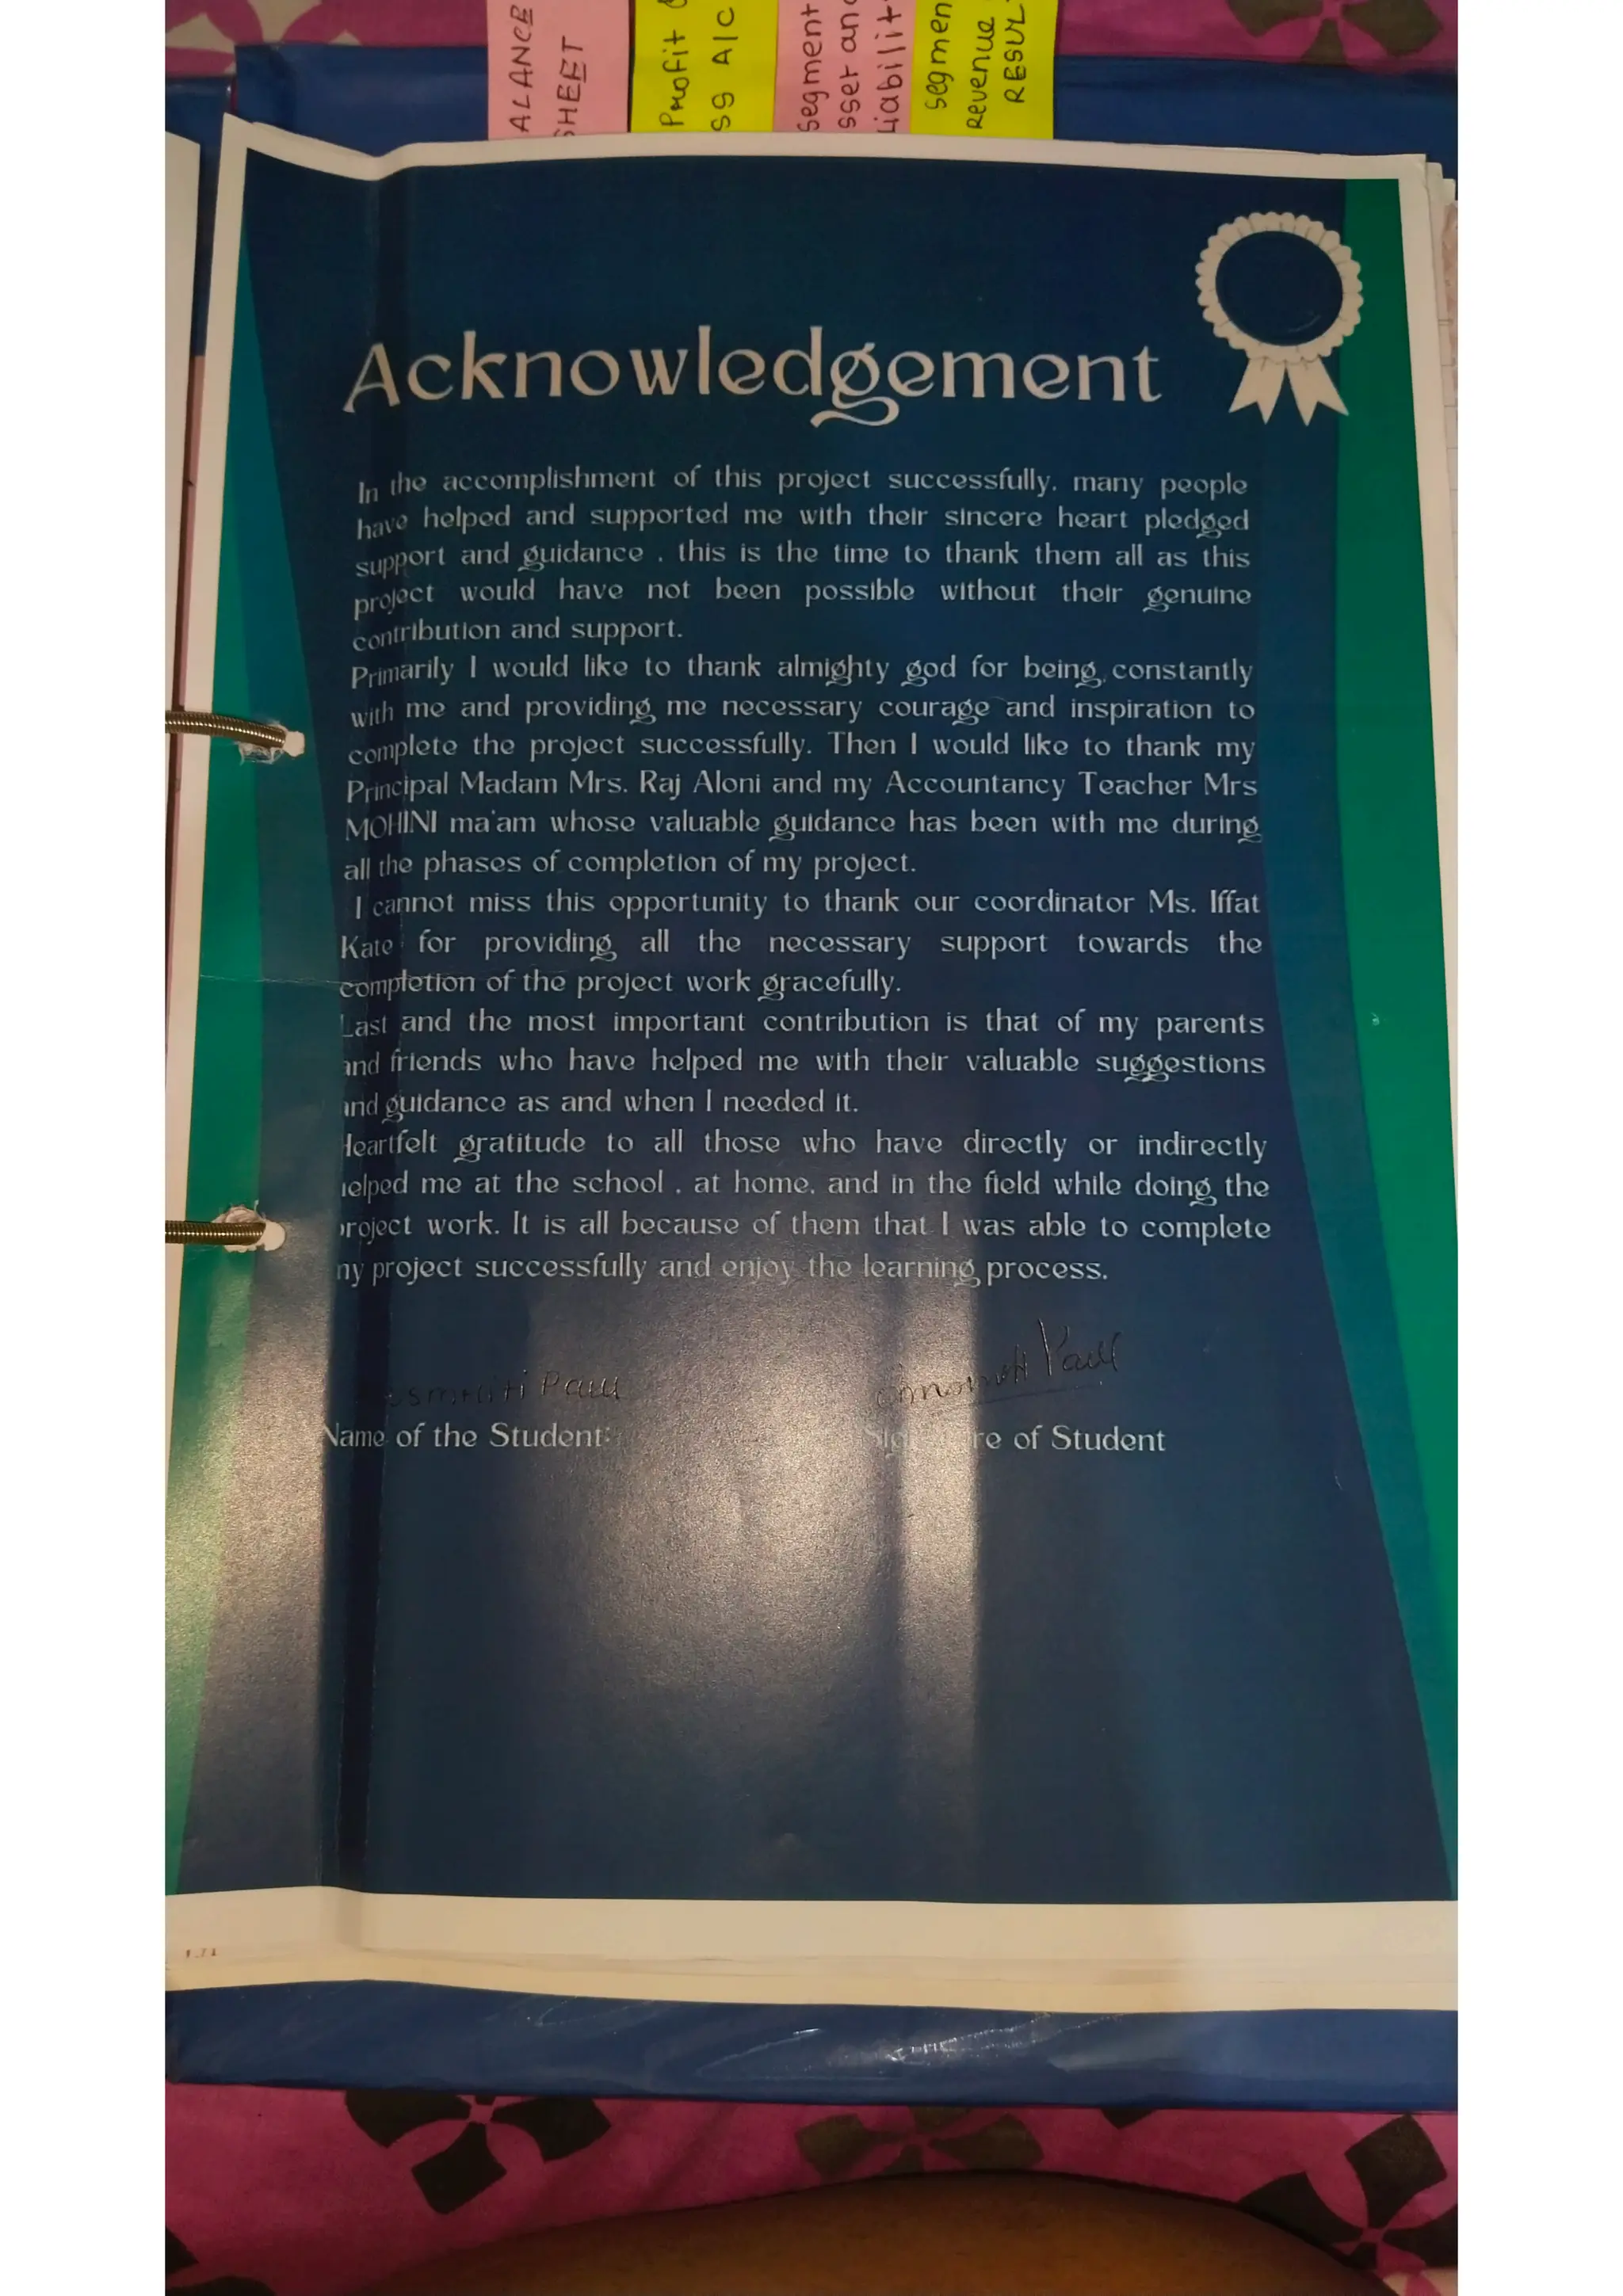 ALANCE
SHEET
Profit &
SS A/C
segment
sset and
liabilit
segmen
Revenue
RESUL
Acknowledgement
In the accomplishment of this project successfully, many people
have helped and supported me with their sincere heart pledged
support and guidance , this is the time to thank them all as this
project would have not been possible without their genuine
contribution and support.
Primarily I would like to thank almighty god for being constantly
with me and providing me necessary courage and inspiration to
complete the project successfully. Then I would like to thank my
Principal Madam Mrs. Raj Aloni and my Accountancy Teacher Mrs
MOHINI ma'am whose valuable guidance has been with me during
all the phases of completion of my project.
I cannot miss this opportunity to thank our coordinator Ms. Iffat
Kate for providing all the necessary support towards the
completion of the project work gracefully.
Last and the most important contribution is that of my parents
and friends who have helped me with their valuable suggestions
and guidance as and when I needed it.
Heartfelt gratitude to all those who have directly or indirectly
helped me at the school , at home, and in the field while doing the
project work. It is all because of them that I was able to complete
my project successfully and enjoy the learning process.
Paul
Paul
Name of the Student:
Signature of Student